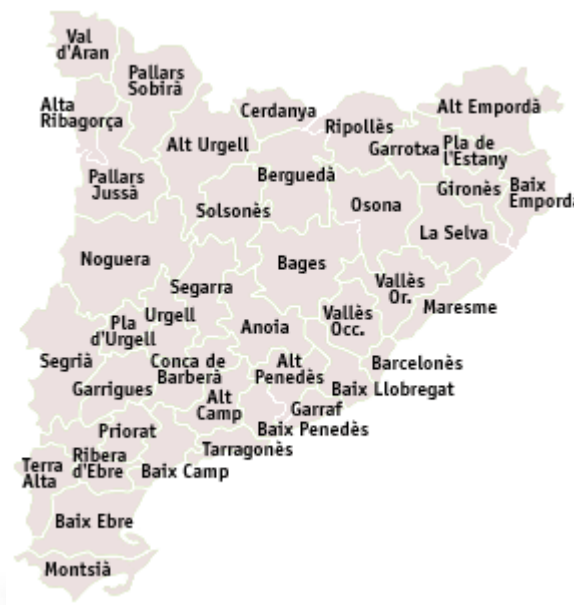 Val
d'Aran
Pallars
Sobirà
Alta
Ribagorça
Cerdanya
Alt Empordà
Ripollès
Alt Urgell
Garrotxa
Pla de
l'Estany
Berguedà
Pallars
Jussà
Gironès
Baix
Empordà
Solsonès
Osona
La Selva
Noguera
Bages
Vallès
Or.
Segarra
Maresme
Urgell
Vallès
Occ.
Pla
d'Urgell
Anoia
Segrià
Conca de
Barberà
Alt
Penedès
Barcelonès
Garrigues
Baix Llobregat
Alt
Camp
Garraf
Priorat
Baix Penedès
Tarragonès
Terra
Alta
Ribera
d'Ebre
Baix Camp
Baix Ebre
Montsià